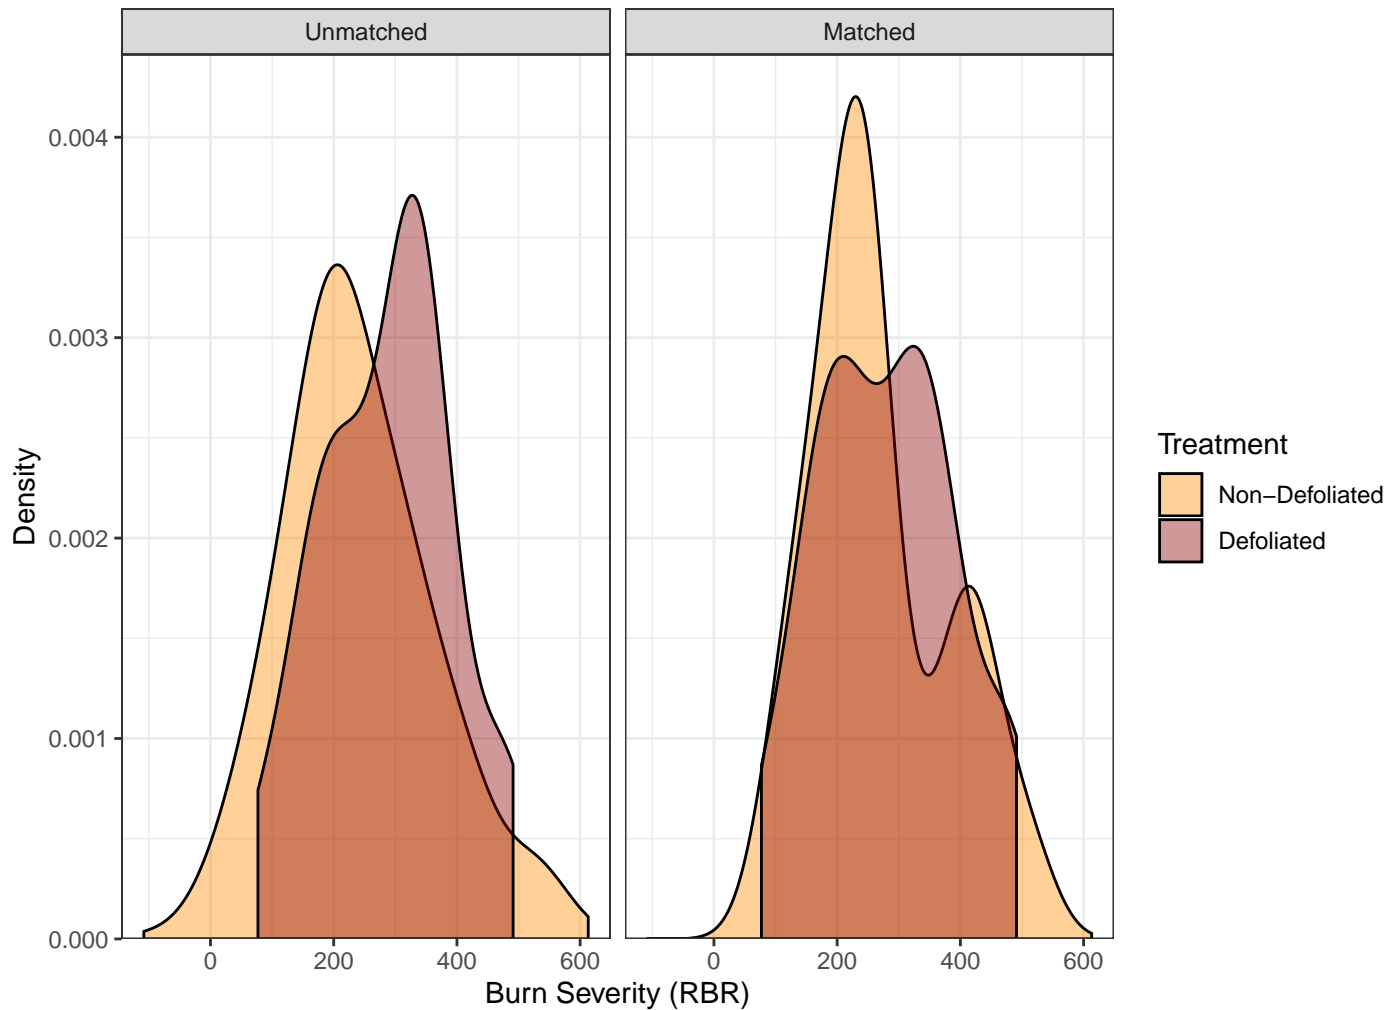 Unmatched
Matched
Density
0.004
0.003
0.002
0.001
0.000
0 200 400 600
0 200 400 600
Burn Severity (RBR)
Treatment
Non−Defoliated
Defoliated